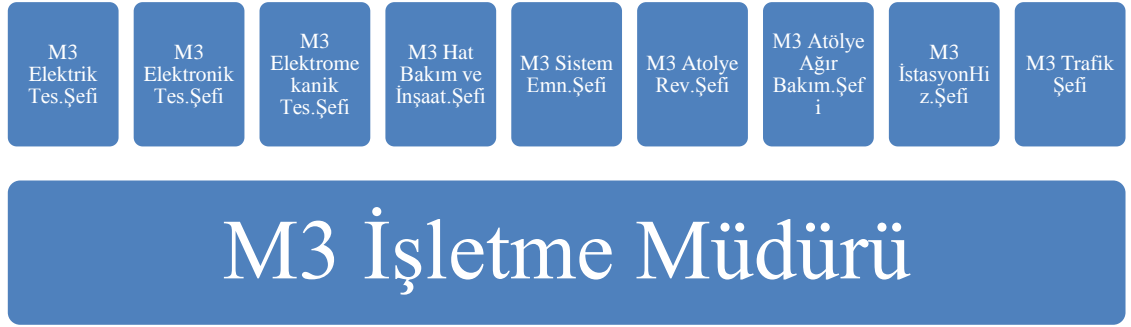 M3
Elektrik
Tes.Şefi
M3
Elektronik
Tes.Şefi
M3
Elektrome
kanik
Tes.Şefi
M3 Hat
Bakım ve
İnşaat.Şefi
M3 Sistem
Emn.Şefi
M3 Atolye
Rev.Şefi
M3 Atölye
Ağır
Bakım.Şef
i
M3
İstasyonHi
z.Şefi
M3 Trafik
Şefi
M3 İşletme Müdürü